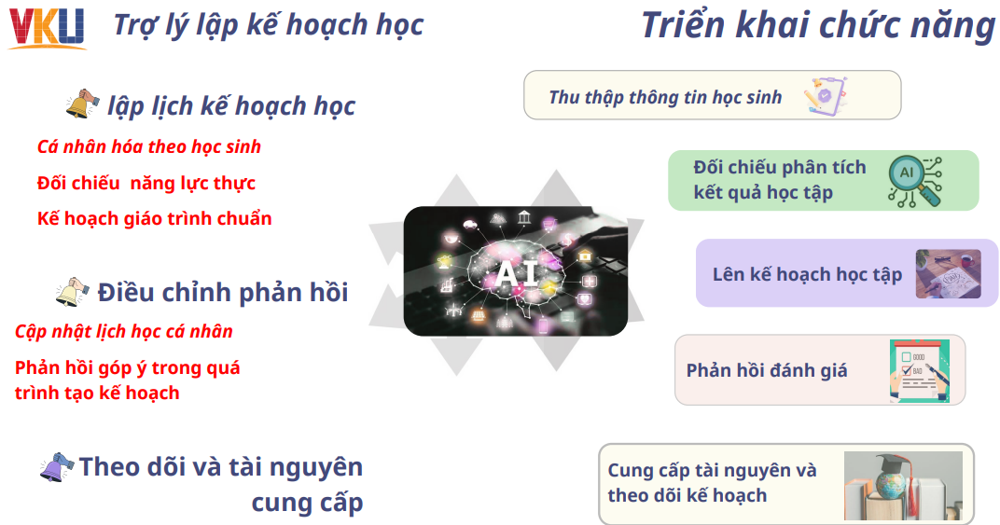 VKU
Trợ lý lập kế hoạch học
Triển khai chức năng
lập lịch kế hoạch học
Cá nhân hóa theo học sinh
Đối chiếu năng lực thực
Kế hoạch giáo trình chuẩn
Điều chỉnh phản hồi
Cập nhật lịch học cá nhân
Phản hồi góp ý trong quá
trình tạo kế hoạch
Theo dõi và tài nguyên
cung cấp
AI
Thu thập thông tin học sinh
Đối chiếu phân tích
kết quả học tập
AI
Lên kế hoạch học tập
Phản hồi đánh giá
GOOD
BAD
Cung cấp tài nguyên và
theo dõi kế hoạch